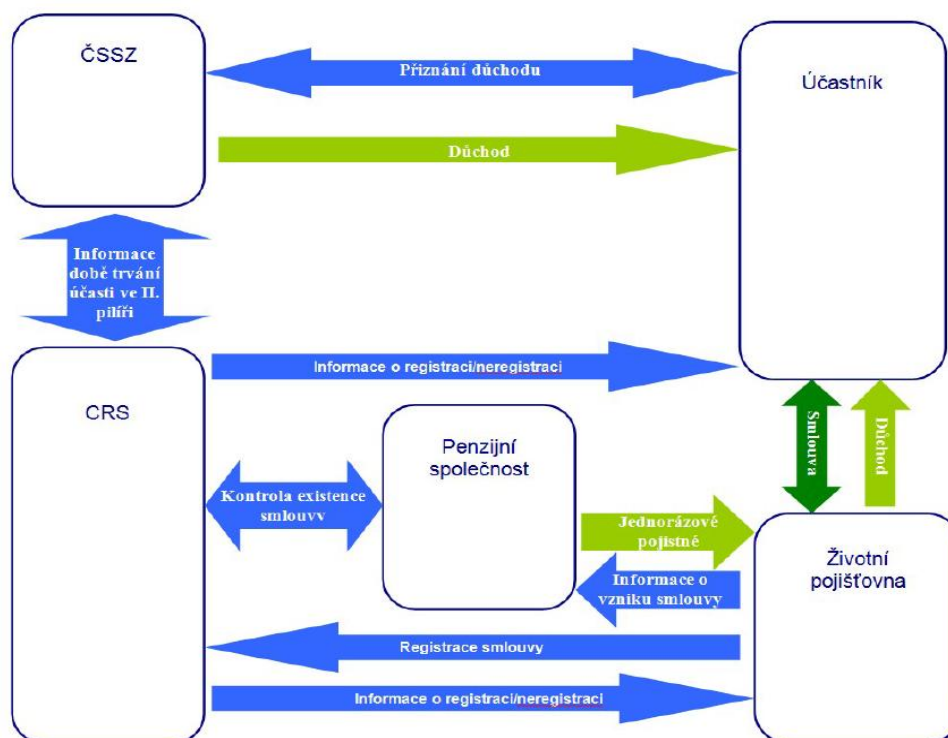 ČSSZ
Přiznání důchodu
Účastník
Důchod
Informace
době trvání
účasti ve II.
pilíři
Informace o registraci/neregistraci
CRS
Penzijní
společnost
Smlouva
Důchod
Kontrola existence
smlouvy
Jednorázové
pojistné
Životní
pojišťovna
Informace o
vzniku smlouvy
Registrace smlouvy
Informace o registraci/neregistraci